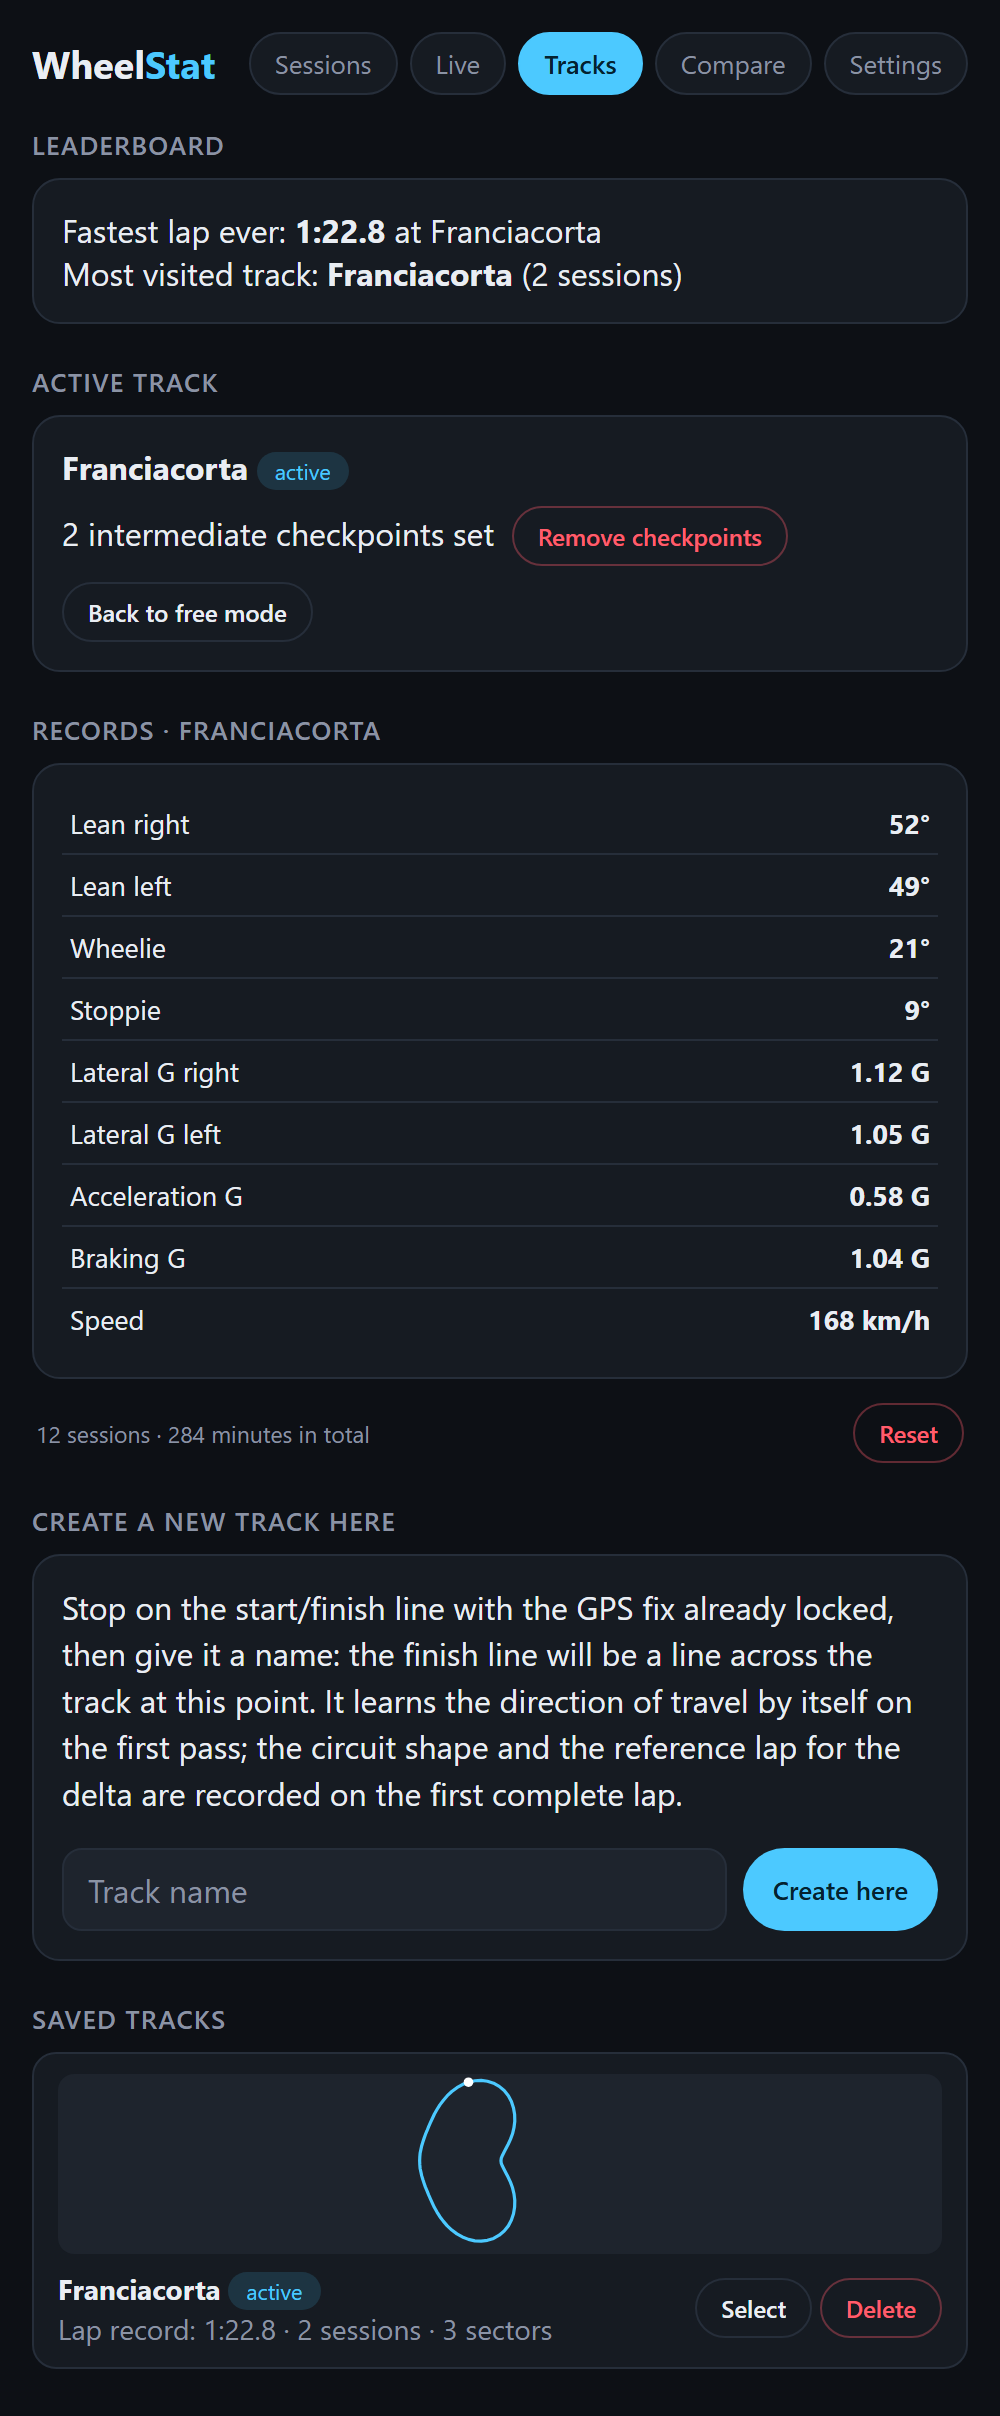 WheelStat
Sessions
Live
Tracks
Compare
Settings
LEADERBOARD
Fastest lap ever: 1:22.8 at Franciacorta
Most visited track: Franciacorta (2 sessions)
ACTIVE TRACK
Franciacorta active
2 intermediate checkpoints set
Remove checkpoints
Back to free mode
RECORDS · FRANCIACORTA
Lean right 52°
Lean left 49°
Wheelie 21°
Stoppie 9°
Lateral G right 1.12 G
Lateral G left 1.05 G
Acceleration G 0.58 G
Braking G 1.04 G
Speed 168 km/h
12 sessions · 284 minutes in total
Reset
CREATE A NEW TRACK HERE
Stop on the start/finish line with the GPS fix already locked,
then give it a name: the finish line will be a line across the
track at this point. It learns the direction of travel by itself on
the first pass; the circuit shape and the reference lap for the
delta are recorded on the first complete lap.
Track name
Create here
SAVED TRACKS
Franciacorta active
Lap record: 1:22.8 · 2 sessions · 3 sectors
Select
Delete